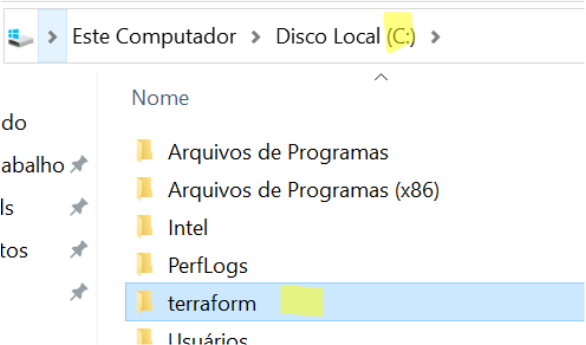 Este Computador > Disco Local (C:) >
Nome
do
abalho
ls
tos
Arquivos de Programas
Arquivos de Programas (x86)
Intel
PerfLogs
terraform
Usuários